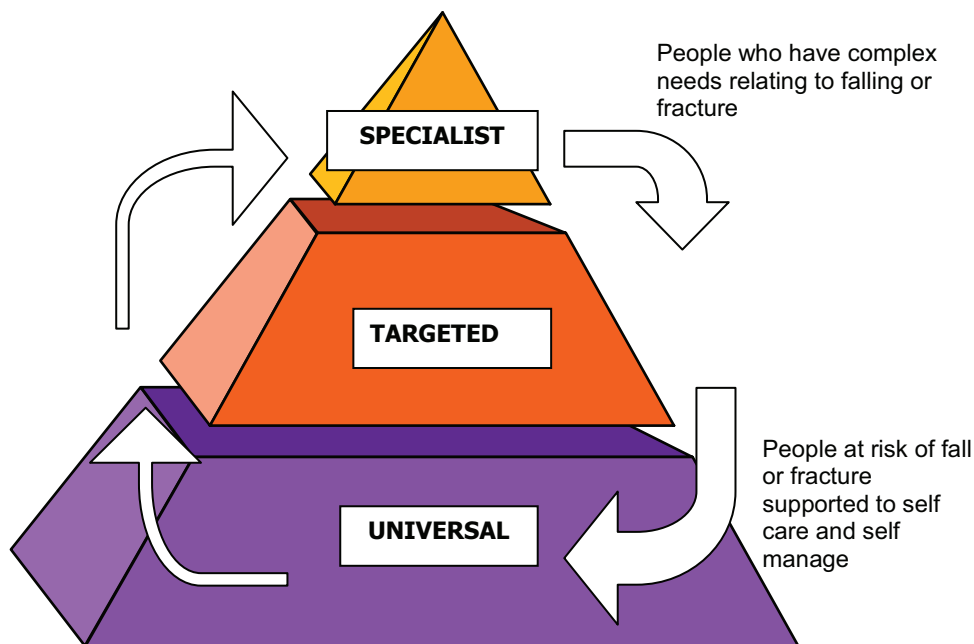 People who have complex
needs relating to falling or
fracture
SPECIALIST
TARGETED
People at risk of fall
or fracture
supported to self
care and self
manage
UNIVERSAL